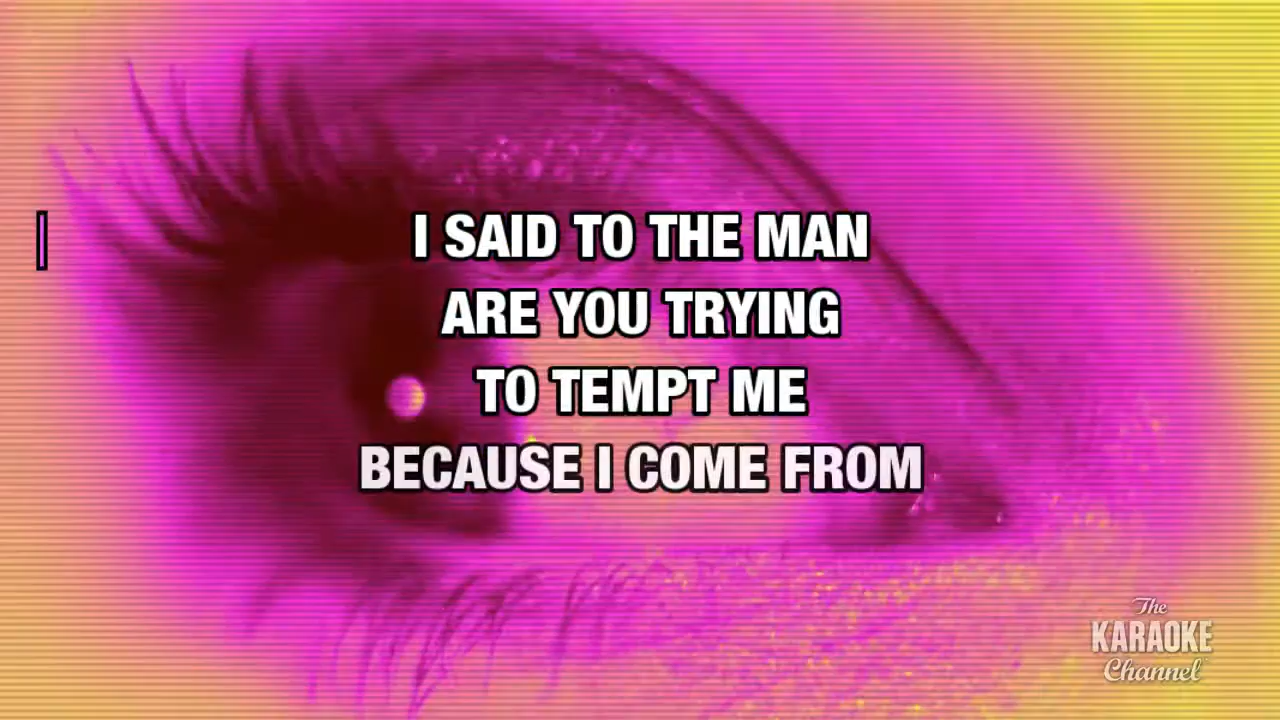 I SAID TO THE MAN
ARE YOU TRYING
TO TEMPT ME
BECAUSE I COME FROM
The
KARAOKE
Channel